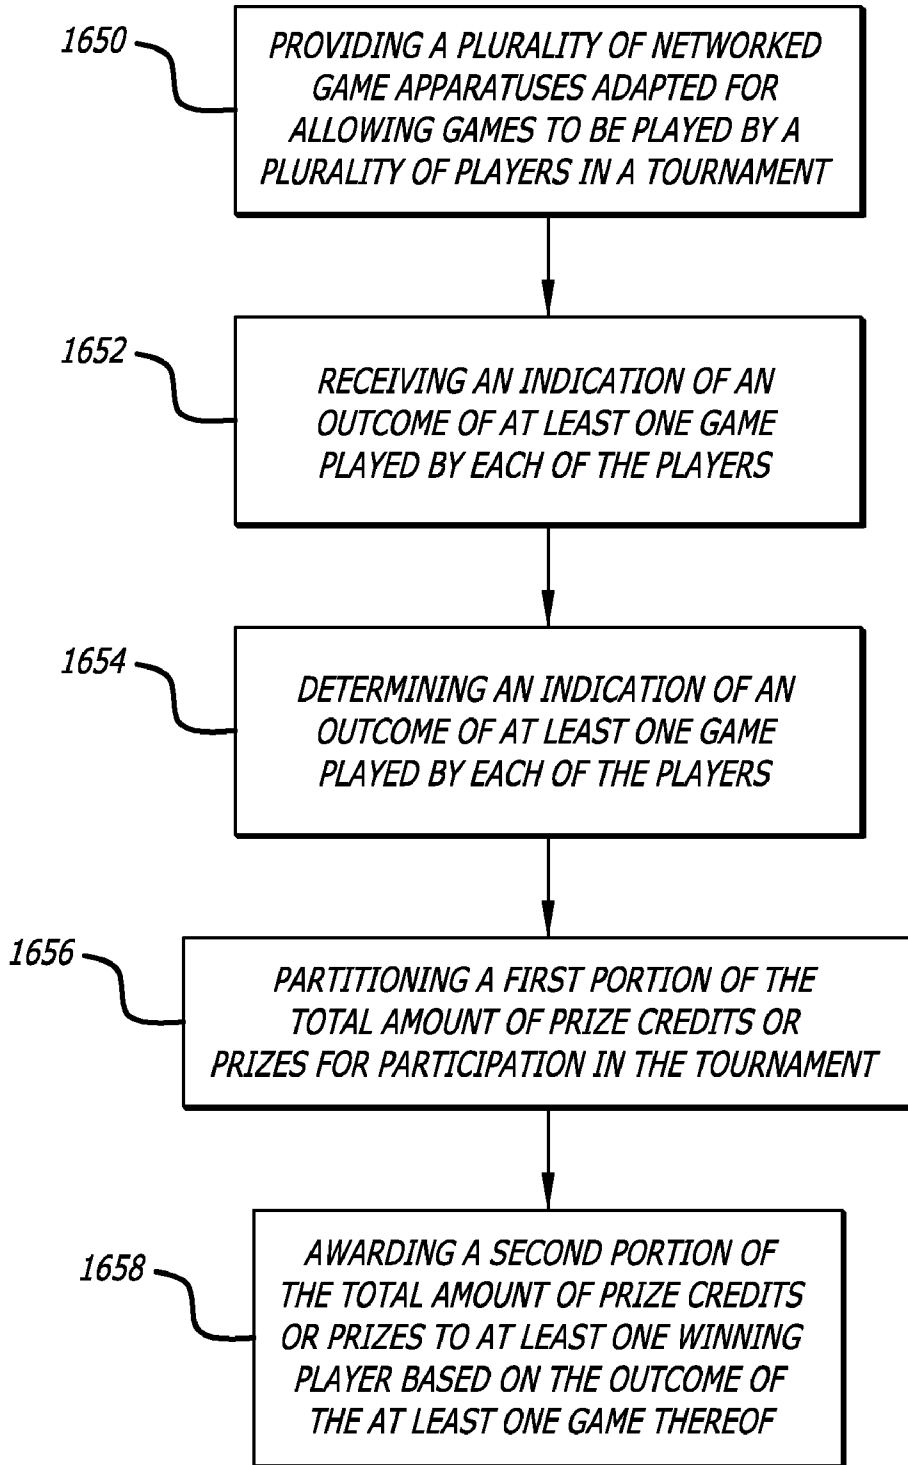 1650
PROVIDING A PLURALITY OF NETWORKED
GAME APPARATUSES ADAPTED FOR
ALLOWING GAMES TO BE PLAYED BY A
PLURALITY OF PLAYERS IN A TOURNAMENT
1652
RECEIVING AN INDICATION OF AN
OUTCOME OF AT LEAST ONE GAME
PLAYED BY EACH OF THE PLAYERS
1654
DETERMINING AN INDICATION OF AN
OUTCOME OF AT LEAST ONE GAME
PLAYED BY EACH OF THE PLAYERS
1656
PARTITIONING A FIRST PORTION OF THE
TOTAL AMOUNT OF PRIZE CREDITS OR
PRIZES FOR PARTICIPATION IN THE TOURNAMENT
1658
AWARDING A SECOND PORTION OF
THE TOTAL AMOUNT OF PRIZE CREDITS
OR PRIZES TO AT LEAST ONE WINNING
PLAYER BASED ON THE OUTCOME OF
THE AT LEAST ONE GAME THEREOF